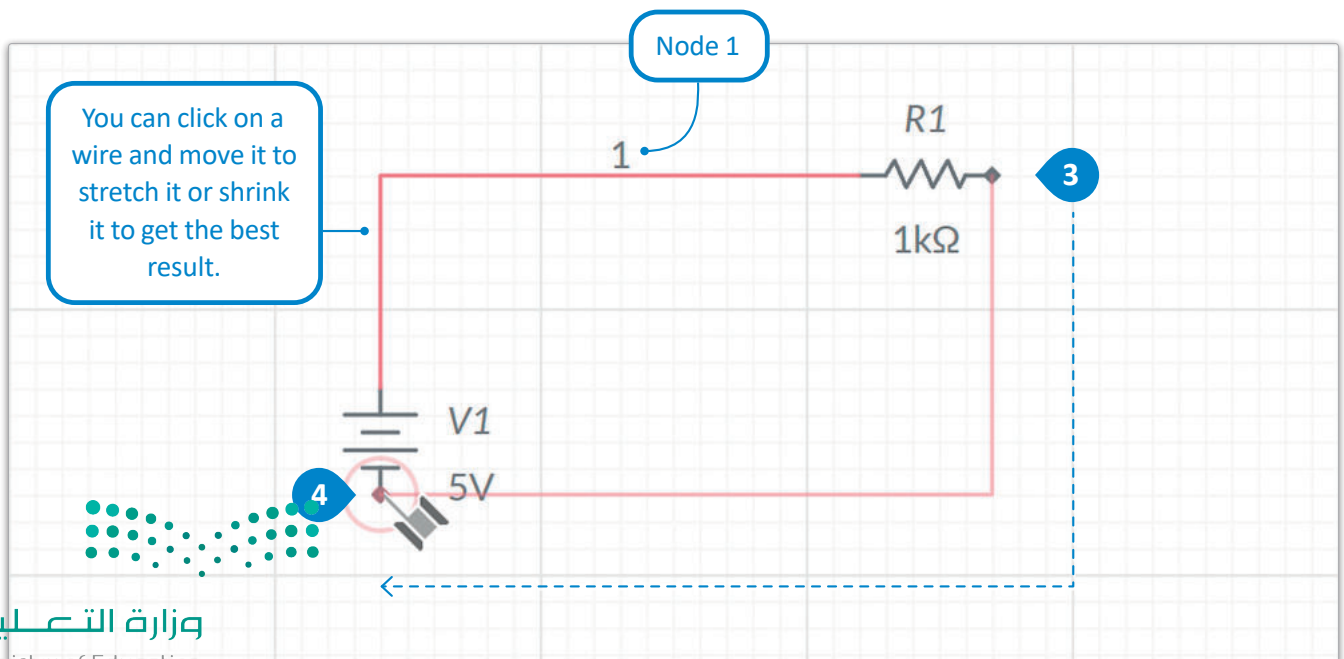 Node 1
You can click on a
wire and move it to
stretch it or shrink
it to get the best
result.
1
R1
3
1kΩ
V1
5V
4
وزارة التعليم